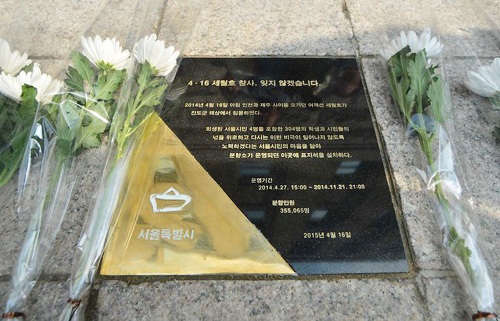 4 · 16 세월호 참사, 잊지 않겠습니다.
2014년 4월 16일 아침 인천과 제주 사이를 오가던 여객선 세월호가
진도군 해상에서 침몰하였다.
희생된 서울시민 4명을 포함한 304명의 학생과 시민들의
넋을 위로하고 다시는 이런 비극이 일어나지 않도록
노력하겠다는 서울시민의 마음을 담아
분향소가 운영되던 이곳에 표지석을 설치하다.
운영기간
2014.4.27. 15:00 ~ 2014.11.21. 21:00
분향인원
355,065명
서울특별시
2015년 4월 16일